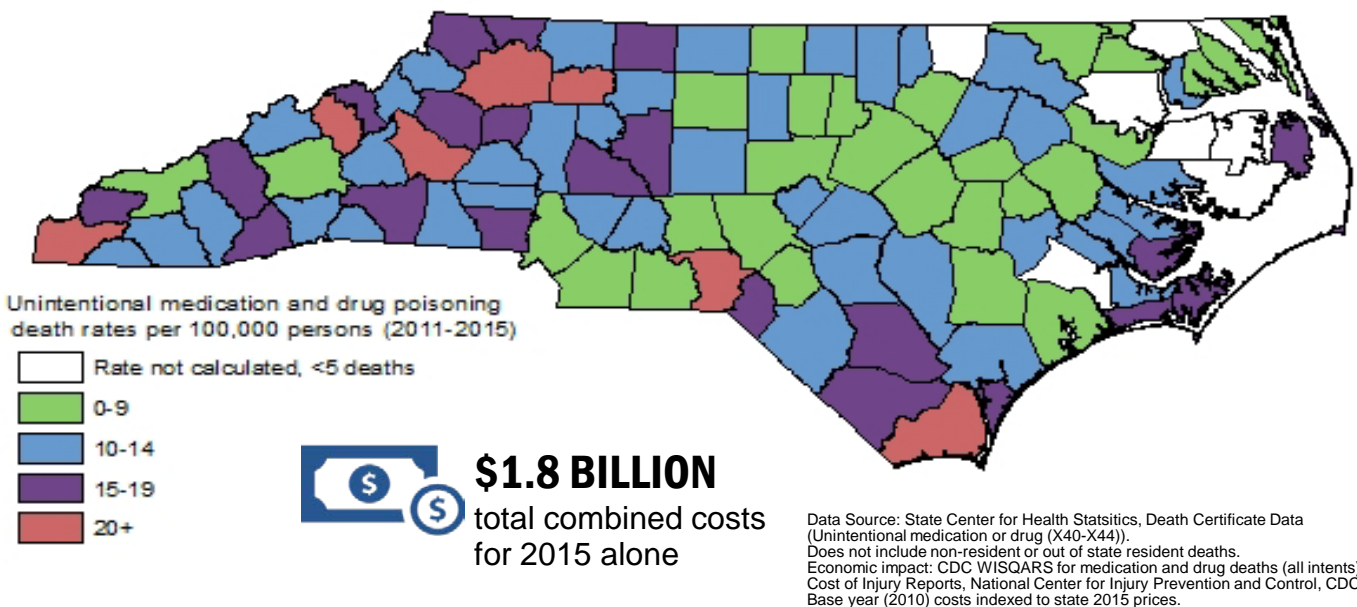 Unintentional medication and drug poisoning
death rates per 100,000 persons (2011-2015)
Rate not calculated, <5 deaths
0-9
10-14
15-19
20+
$
$
$1.8 BILLION
total combined costs
for 2015 alone
Data Source: State Center for Health Statsitics, Death Certificate Data
(Unintentional medication or drug (X40-X44)).
Does not include non-resident or out of state resident deaths.
Economic impact: CDC WISQARS for medication and drug deaths (all intents)
Cost of Injury Reports, National Center for Injury Prevention and Control, CDC
Base year (2010) costs indexed to state 2015 prices.